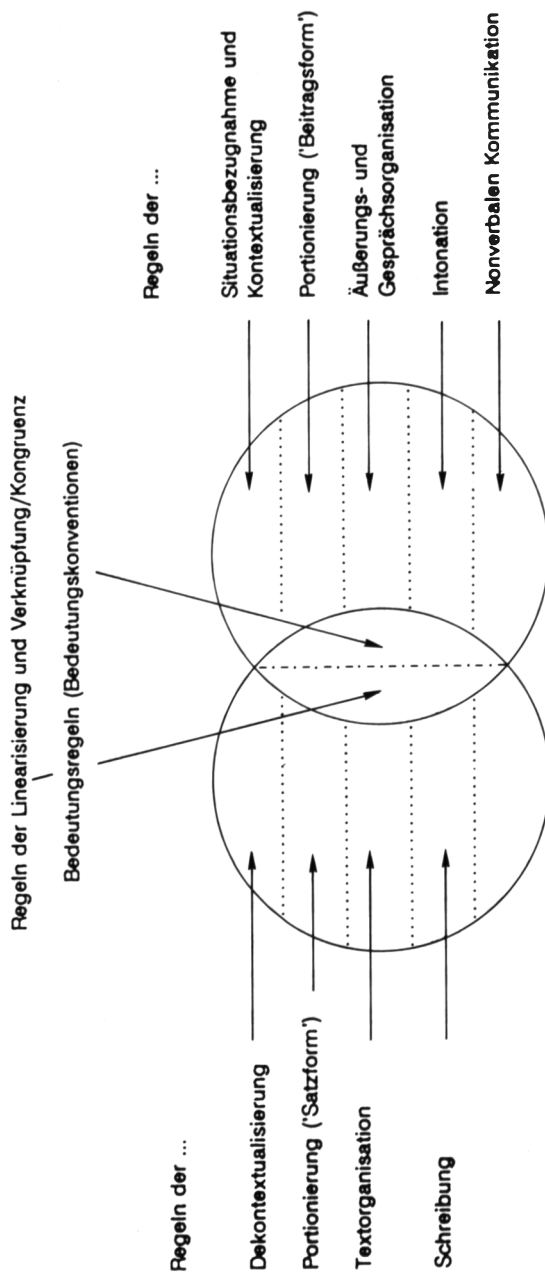 Regeln der Linearisierung und Verknüpfung/Kongruenz
Bedeutungsregeln (Bedeutungskonventionen)
Regeln der ...
Dekontextualisierung
Portionierung ('Satzform')
Textorganisation
Schreibung
Regeln der ...
Situationsbezugnahme und
Kontextualisierung
Portionierung ('Beitragsform')
Äußerungs- und
Gesprächsorganisation
Intonation
Nonverbalen Kommunikation